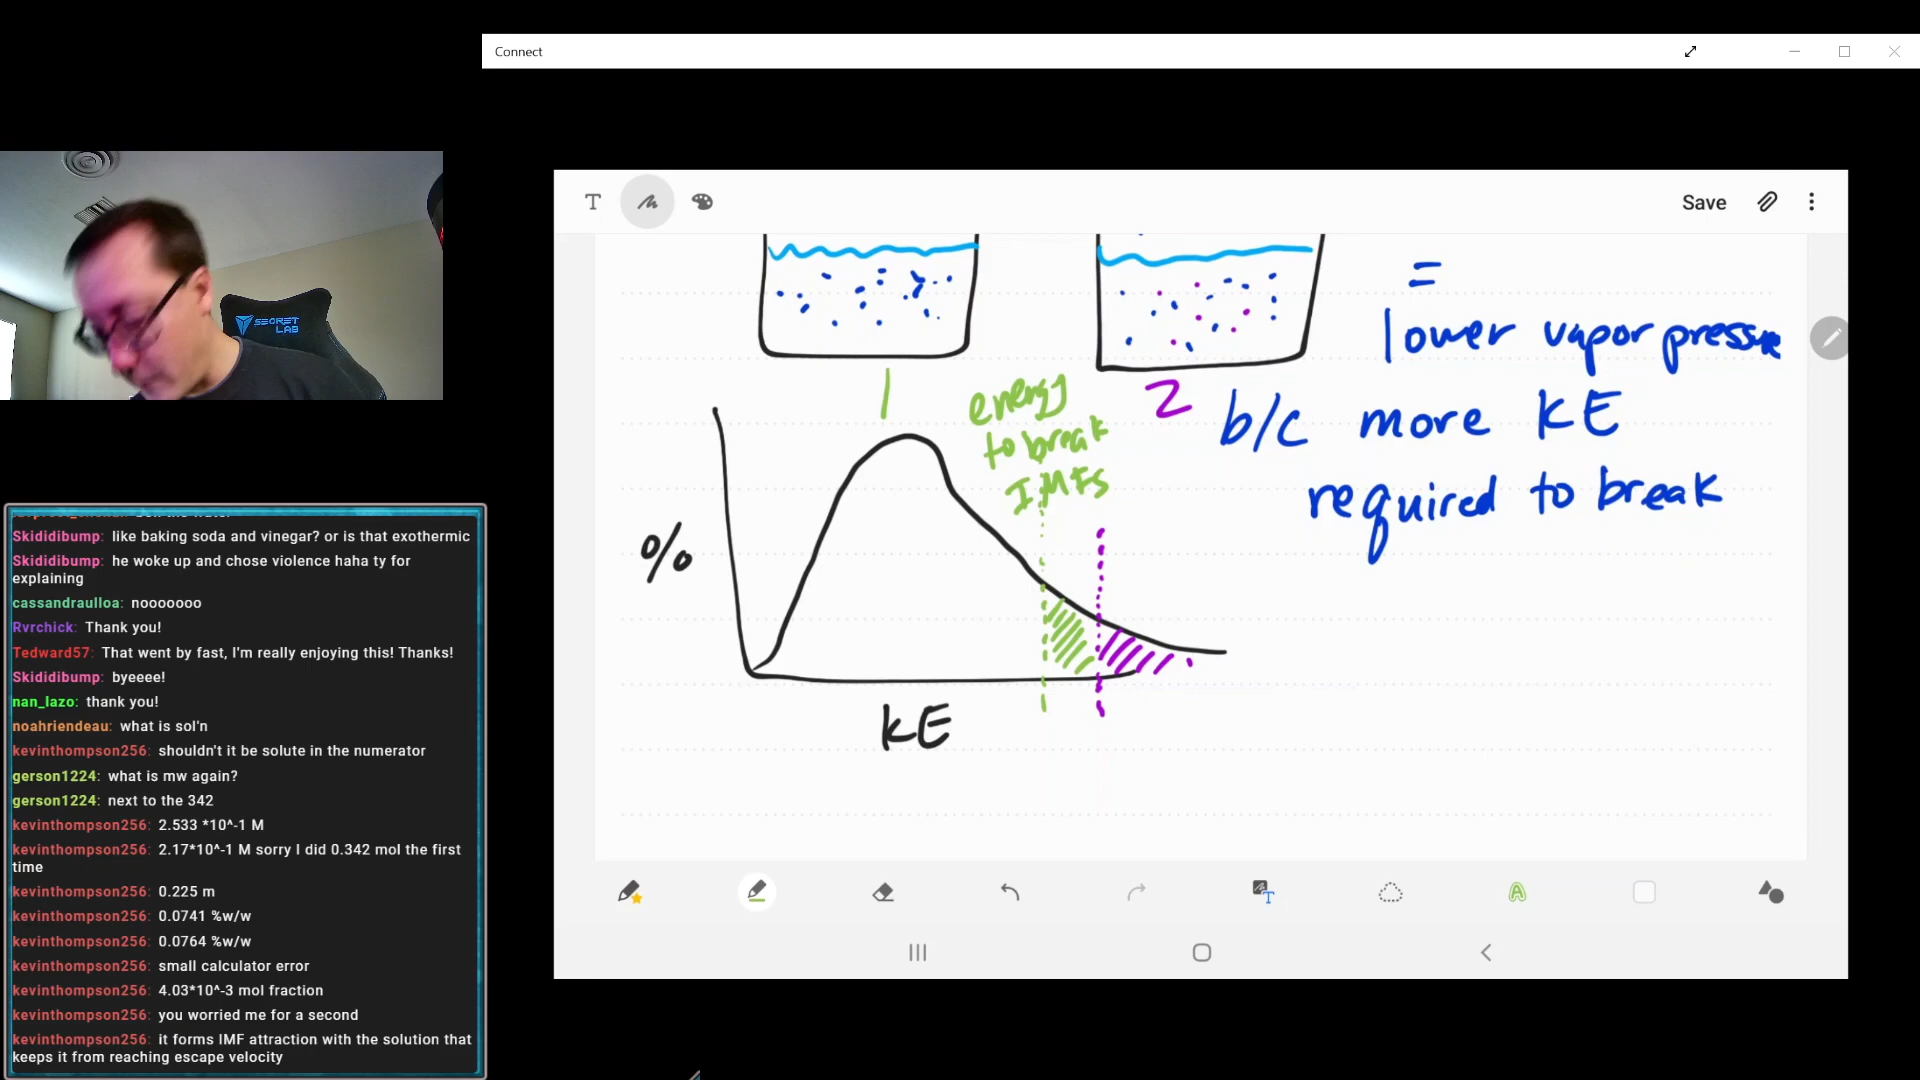 Connect
T
Save
SECRET
LAB
=
lower vapor pressure
1
energy
to break
IMFs
2
b/c more KE
required to break
%
KE
Skididibump: like baking soda and vinegar? or is that exothermic
Skididibump: he woke up and chose violence haha ty for
explaining
cassandraulloa: nooooooo
Rvrchick: Thank you!
Tedward57: That went by fast, I'm really enjoying this! Thanks!
Skididibump: byeeee!
nan_lazo: thank you!
noahriendeau: what is sol'n
kevinthompson256: shouldn't it be solute in the numerator
gerson1224: what is mw again?
gerson1224: next to the 342
kevinthompson256: 2.533 *10^-1 M
kevinthompson256: 2.17*10^-1 M sorry I did 0.342 mol the first
time
kevinthompson256: 0.225 m
kevinthompson256: 0.0741 %w/w
kevinthompson256: 0.0764 %w/w
kevinthompson256: small calculator error
kevinthompson256: 4.03*10^-3 mol fraction
kevinthompson256: you worried me for a second
kevinthompson256: it forms IMF attraction with the solution that
keeps it from reaching escape velocity
T
A